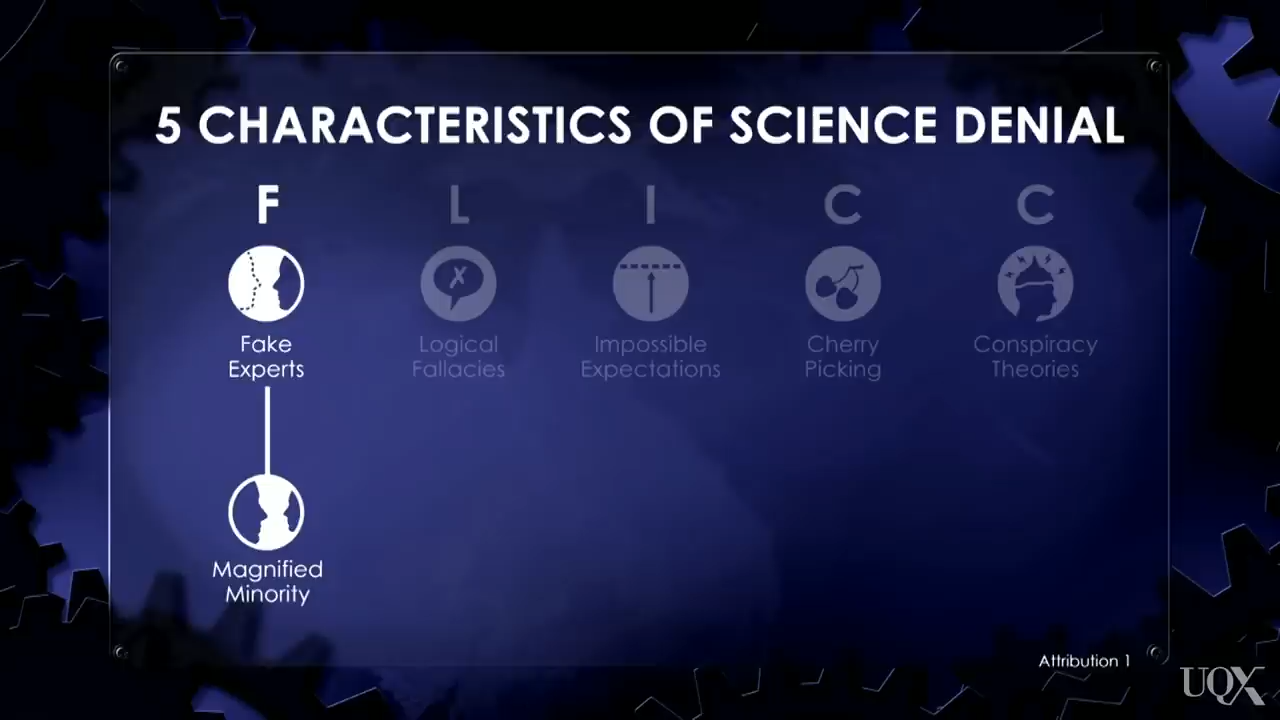 5 CHARACTERISTICS OF SCIENCE DENIAL
F
L
I
C
C
Fake
Experts
Logical
Fallacies
Impossible
Expectations
Cherry
Picking
Conspiracy
Theories
Magnified
Minority
Attribution 1
UQX